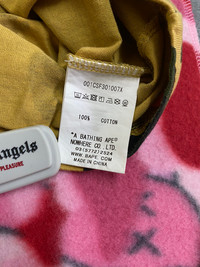 001CSF301007X
100% COTTON
"A BATHING APE"
NOWHERE CO., LTD.
03(5772)2524
WWW.BAPE.COM
MADE IN CHINA
Angels
PLEASURE